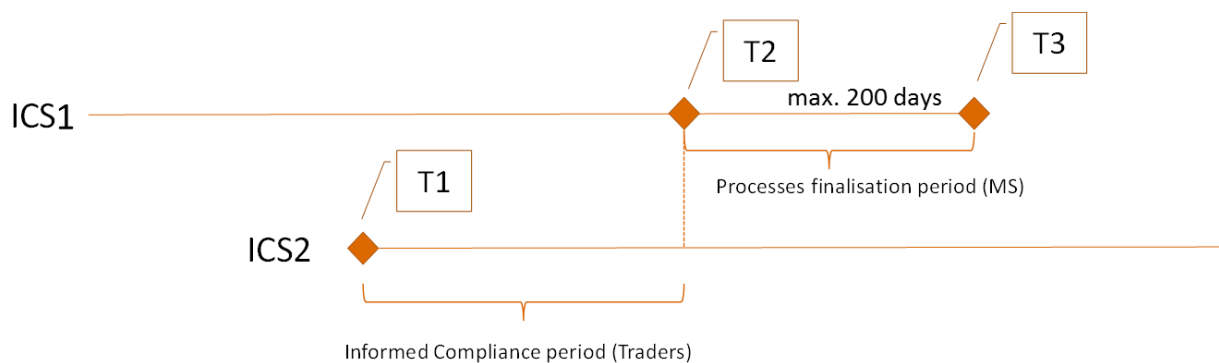 T3
T2
max. 200 days
ICS1
T1
Processes finalisation period (MS)
ICS2
Informed Compliance period (Traders)